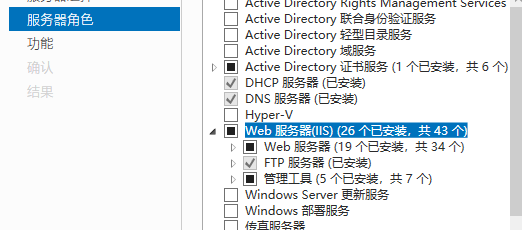 服务器角色
功能
确认
结果
Active Directory Rights Management Services
Active Directory 联合身份验证服务
Active Directory 轻型目录服务
Active Directory 域服务
Active Directory 证书服务 (1 个已安装，共 6 个)
DHCP 服务器 (已安装)
DNS 服务器 (已安装)
Hyper-V
Web 服务器(IIS) (26 个已安装，共 43 个)
Web 服务器 (19 个已安装，共 34 个)
FTP 服务器 (已安装)
管理工具 (5 个已安装，共 7 个)
Windows Server 更新服务
Windows 部署服务
传真服务器